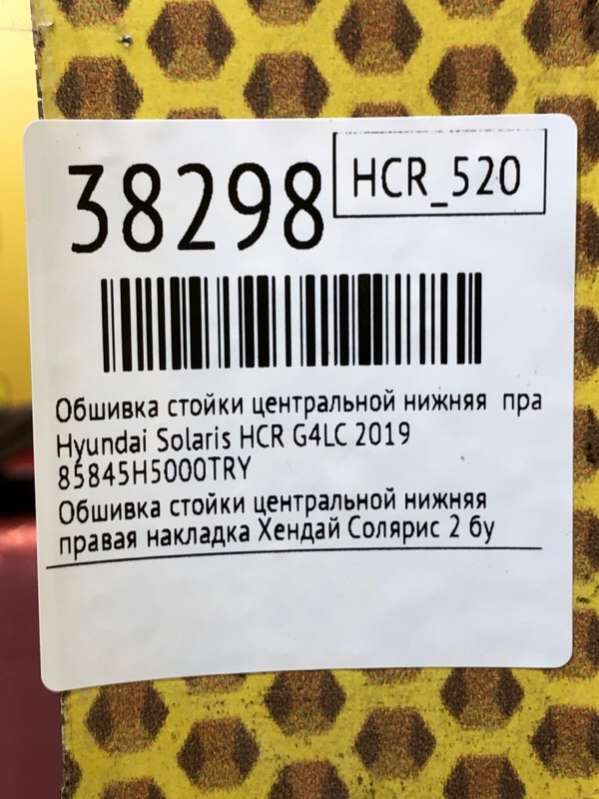 38298
HCR_520
Обшивка стойки центральной нижняя пра
Hyundai Solaris HCR G4LC 2019
85845H5000TRY
Обшивка стойки центральной нижняя
правая накладка Хендай Солярис 2 бу